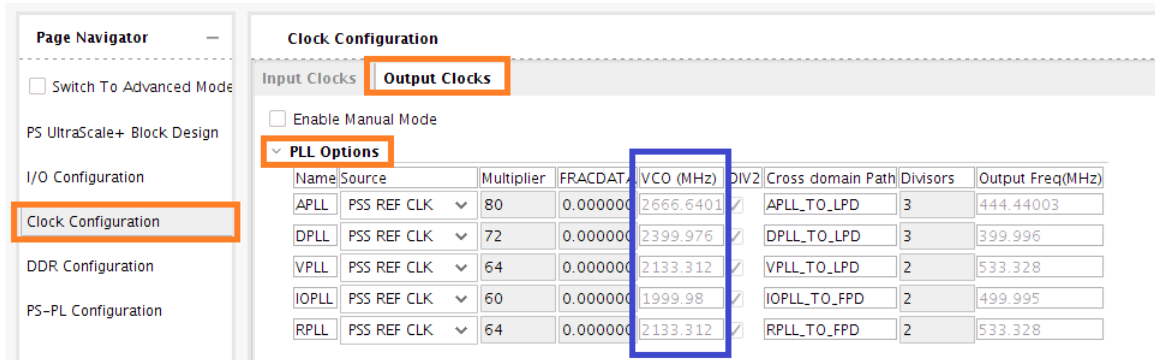 Page Navigator
Clock Configuration
Input Clocks Output Clocks
Switch To Advanced Mode
Enable Manual Mode
PS UltraScale+ Block Design
PLL Options
I/O Configuration
Name Source Multiplier FRACDATA VCO (MHz) DIV2 Cross domain Path Divisors Output Freq(MHz)
APLL PSS REF CLK 80 0.000000 2666.6401 APLL_TO_LPD 3 444.44003
Clock Configuration
DPLL PSS REF CLK 72 0.000000 2399.976 DPLL_TO_LPD 3 399.996
VPLL PSS REF CLK 64 0.000000 2133.312 VPLL_TO_LPD 2 533.328
DDR Configuration
IOPLL PSS REF CLK 60 0.000000 1999.98 IOPLL_TO_FPD 2 499.995
PS-PL Configuration
RPLL PSS REF CLK 64 0.000000 2133.312 RPLL_TO_FPD 2 533.328